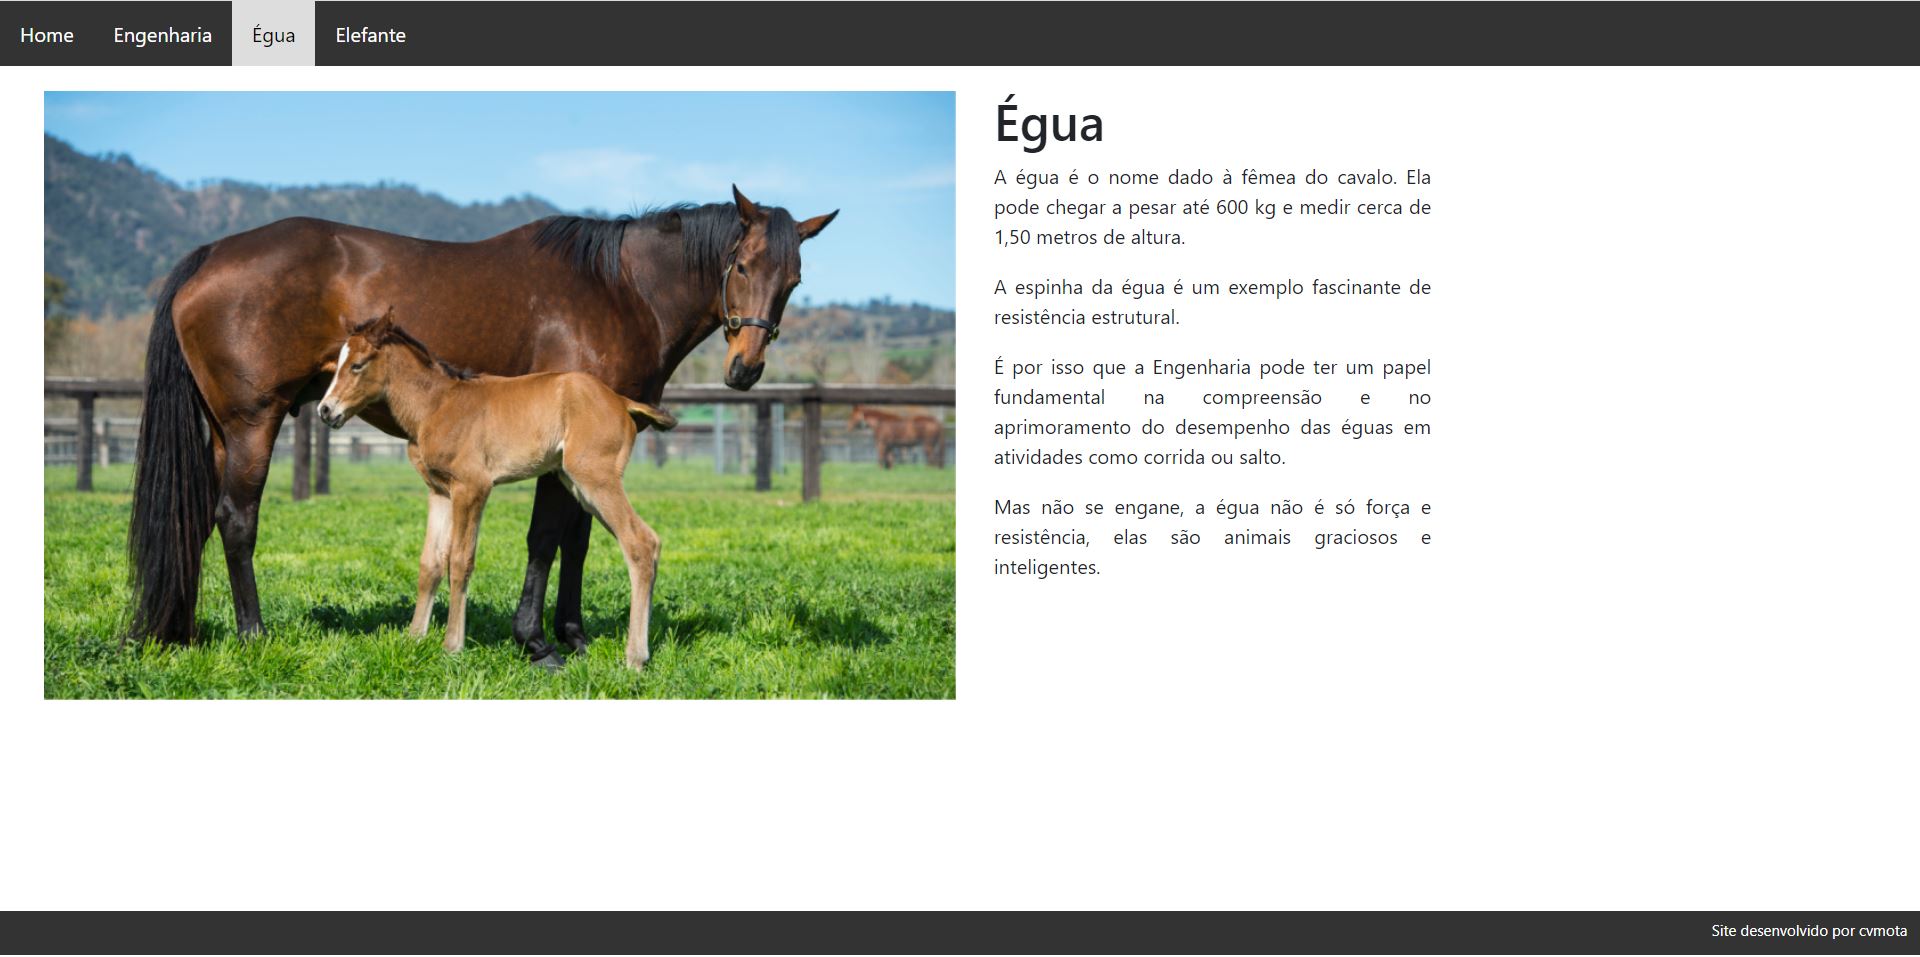 Home Engenharia Égua Elefante
Égua
A égua é o nome dado à fêmea do cavalo. Ela
pode chegar a pesar até 600 kg e medir cerca de
1,50 metros de altura.
A espinha da égua é um exemplo fascinante de
resistência estrutural.
É por isso que a Engenharia pode ter um papel
fundamental na compreensão e no
aprimoramento do desempenho das éguas em
atividades como corrida ou salto.
Mas não se engane, a égua não é só força e
resistência, elas são animais graciosos e
inteligentes.
Site desenvolvido por cvmota